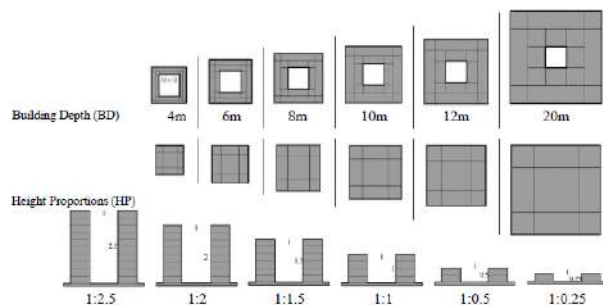 Building Depth (BD) 4m 6m 8m 10m 12m 20m
Height Proportions (HP)
1 1 1 1 1 1
2.5 2 1.5 1 0.5 0.25
1:2.5 1:2 1:1.5 1:1 1:0.5 1:0.25